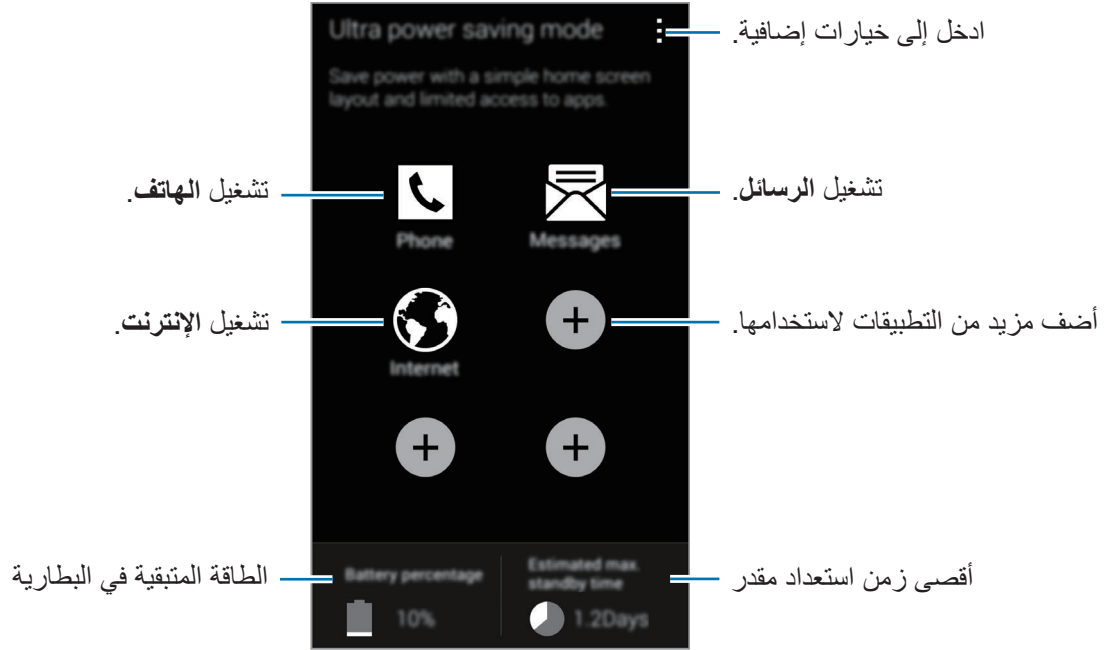 Ultra power saving mode
ادخل إلى خيارات إضافية.
Save power with a simple home screen
layout and limited access to apps.
تشغيل الهاتف.
تشغيل الرسائل.
Phone
Messages
تشغيل الإنترنت.
أضف مزيد من التطبيقات لاستخدامها.
Internet
الطاقة المتبقية في البطارية
Battery percentage
Estimated max.
standby time
أقصى زمن استعداد مقدر
10%
1.2Days